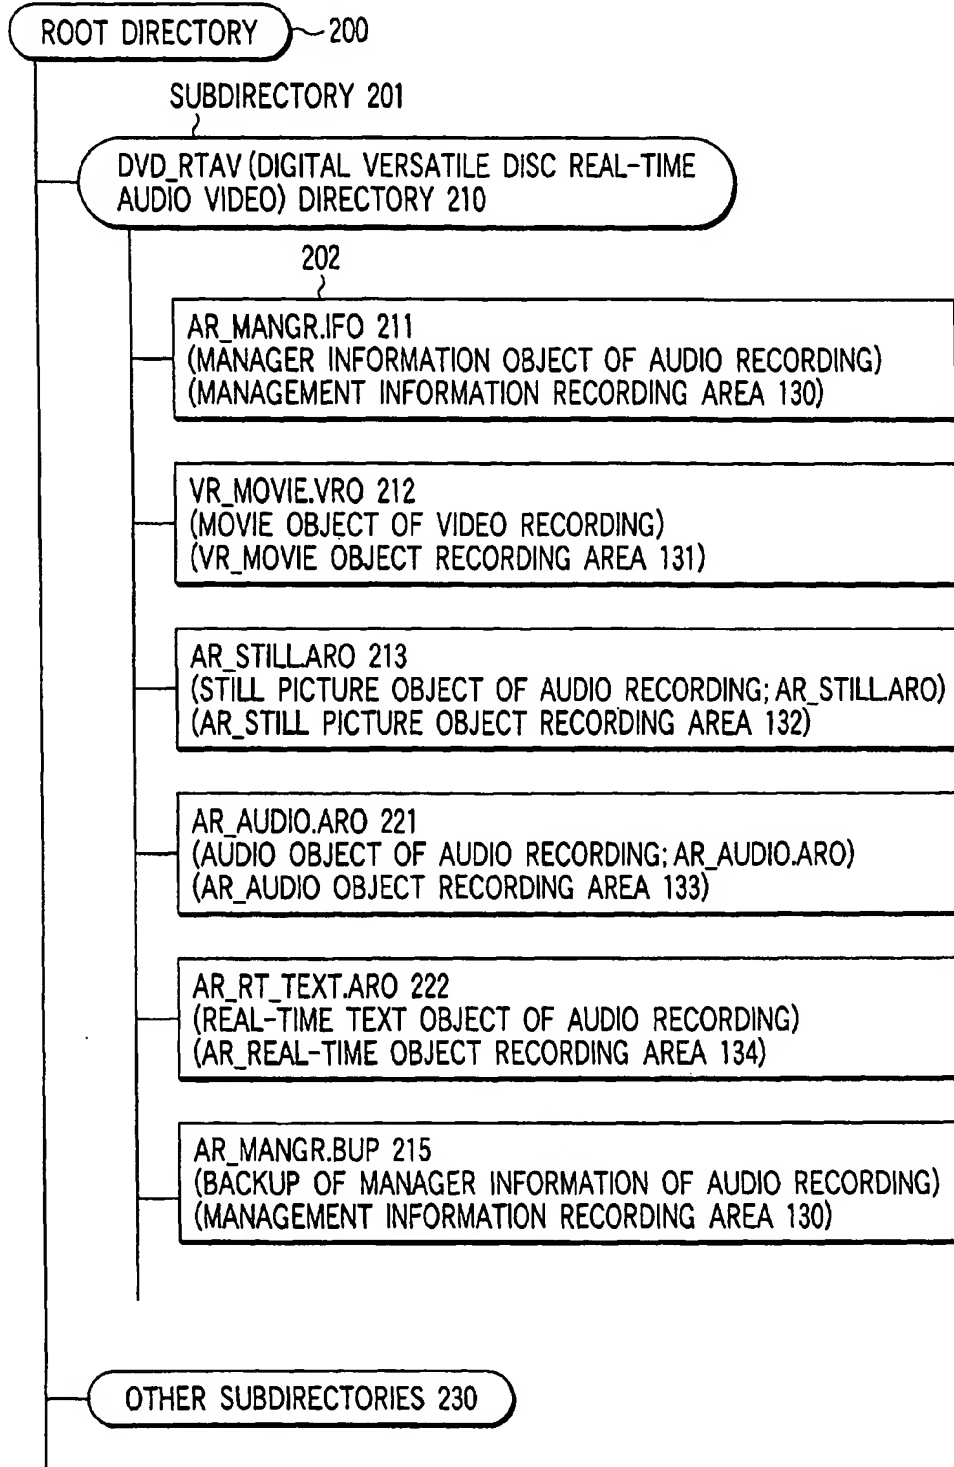 ROOT DIRECTORY 200
SUBDIRECTORY 201
DVD_RTAV (DIGITAL VERSATILE DISC REAL-TIME
AUDIO VIDEO) DIRECTORY 210
202
AR_MANGR.IFO 211
(MANAGER INFORMATION OBJECT OF AUDIO RECORDING)
(MANAGEMENT INFORMATION RECORDING AREA 130)
VR_MOVIE.VRO 212
(MOVIE OBJECT OF VIDEO RECORDING)
(VR_MOVIE OBJECT RECORDING AREA 131)
AR_STILL.ARO 213
(STILL PICTURE OBJECT OF AUDIO RECORDING; AR_STILL.ARO)
(AR_STILL PICTURE OBJECT RECORDING AREA 132)
AR_AUDIO.ARO 221
(AUDIO OBJECT OF AUDIO RECORDING; AR_AUDIO.ARO)
(AR_AUDIO OBJECT RECORDING AREA 133)
AR_RT_TEXT.ARO 222
(REAL-TIME TEXT OBJECT OF AUDIO RECORDING)
(AR_REAL-TIME OBJECT RECORDING AREA 134)
AR_MANGR.BUP 215
(BACKUP OF MANAGER INFORMATION OF AUDIO RECORDING)
(MANAGEMENT INFORMATION RECORDING AREA 130)
OTHER SUBDIRECTORIES 230